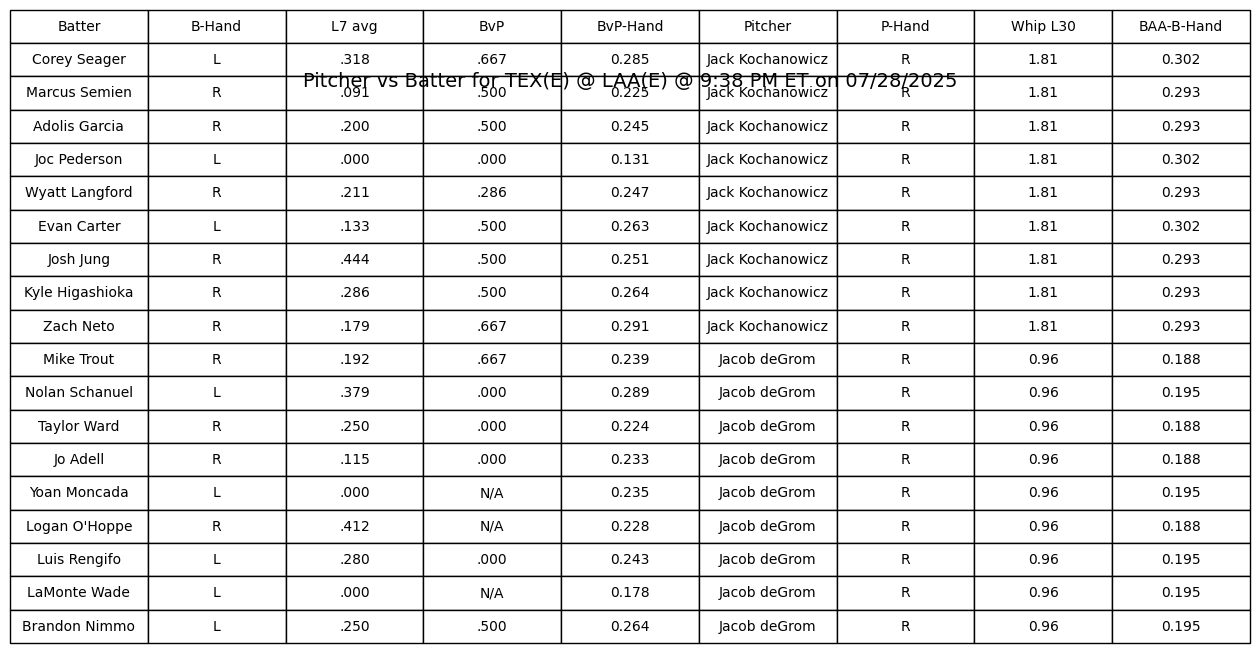 Batter B-Hand L7 avg BvP BvP-Hand Pitcher P-Hand Whip L30 BAA-B-Hand
Corey Seager L .318 .667 0.285 Jack Kochanowicz R 1.81 0.302
Pitcher vs Batter for TEX(E) @ LAA(E) @ 9:38 PM ET on 07/28/2025
Marcus Semien R .091 .500 0.225 Jack Kochanowicz R 1.81 0.293
Adolis Garcia R .200 .500 0.245 Jack Kochanowicz R 1.81 0.293
Joc Pederson L .000 .000 0.131 Jack Kochanowicz R 1.81 0.302
Wyatt Langford R .211 .286 0.247 Jack Kochanowicz R 1.81 0.293
Evan Carter L .133 .500 0.263 Jack Kochanowicz R 1.81 0.302
Josh Jung R .444 .500 0.251 Jack Kochanowicz R 1.81 0.293
Kyle Higashioka R .286 .500 0.264 Jack Kochanowicz R 1.81 0.293
Zach Neto R .179 .667 0.291 Jack Kochanowicz R 1.81 0.293
Mike Trout R .192 .667 0.239 Jacob deGrom R 0.96 0.188
Nolan Schanuel L .379 .000 0.289 Jacob deGrom R 0.96 0.195
Taylor Ward R .250 .000 0.224 Jacob deGrom R 0.96 0.188
Jo Adell R .115 .000 0.233 Jacob deGrom R 0.96 0.188
Yoan Moncada L .000 N/A 0.235 Jacob deGrom R 0.96 0.195
Logan O'Hoppe R .412 N/A 0.228 Jacob deGrom R 0.96 0.188
Luis Rengifo L .280 .000 0.243 Jacob deGrom R 0.96 0.195
LaMonte Wade L .000 N/A 0.178 Jacob deGrom R 0.96 0.195
Brandon Nimmo L .250 .500 0.264 Jacob deGrom R 0.96 0.195